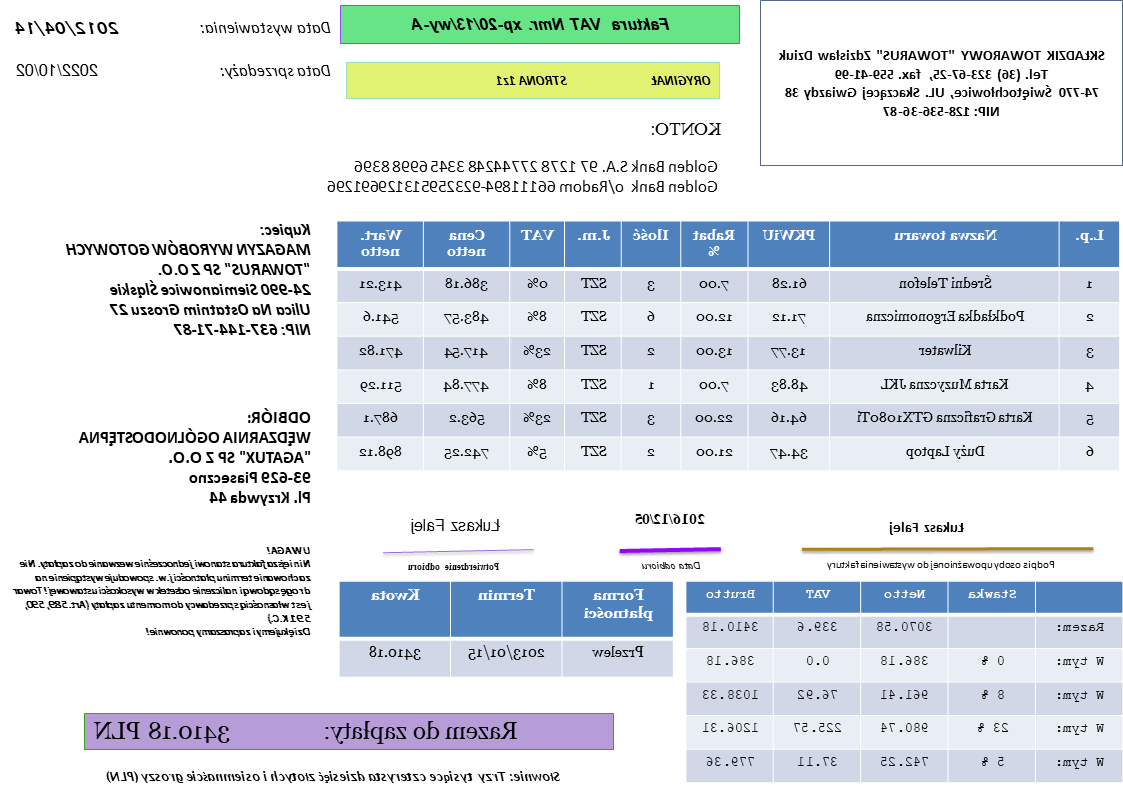 SKŁADZIK TOWAROWY "TOWARUS" Zdzisław Dziuk
Tel. (36) 323-67-25, fax. 559-41-99
74-770 Świętochłowice, UL. Skaczącej Gwiazdy 38
NIP: 128-536-36-87
Faktura VAT Nmr. xp-20/13/wy-A
ORYGINAŁ STRONA 1z1
Data wystawienia: 2012/04/14
Data sprzedaży: 2022/10/02
KONTO:
Golden Bank S.A. 97 1278 27744248 3345 6998 8396
Golden Bank o/Radom 66111894-923259513129691296
L.p. Nazwa towaru PKWiU Rabat % Ilość J.m. VAT Cena netto Wart. netto
1 Średni Telefon 61.28 7.00 3 SZT 0% 386.18 413.21
2 Podkładka Ergonomiczna 71.12 12.00 6 SZT 8% 483.57 541.6
3 Kilwater 13.77 13.00 2 SZT 23% 417.54 471.82
4 Karta Muzyczna JKL 48.83 7.00 1 SZT 8% 477.84 511.29
5 Karta Graficzna GTX1080Ti 64.16 22.00 3 SZT 23% 563.2 687.1
6 Duży Laptop 34.47 21.00 2 SZT 5% 742.25 898.12
Kupiec:
MAGAZYN WYROBÓW GOTOWYCH
"TOWARUS" SP Z O.O.
24-990 Siemianowice Śląskie
Ulica Na Ostatnim Groszu 27
NIP: 637-144-71-87
ODBIÓR:
WĘDZARNIA OGÓLNODOSTĘPNA
"AGATUX" SP Z O.O.
93-629 Piaseczno
Pl. Krzywda 44
Łukasz Falej
Podpis osoby upoważnionej do wystawienia faktury
2016/12/05
Data odbioru
Łukasz Falej
Potwierdzenie odbioru
UWAGA!
Niniejsza faktura stanowi jednocześnie wezwanie do zapłaty. Nie
zachowanie terminu płatności j.w. spowoduje wystąpienie na
drogę sądową i naliczenie odsetek w wysokości ustawowej! Towar
jest własnością sprzedawcy do momentu zapłaty (Art. 589, 590,
591 K.C.)
Dziękujemy i zapraszamy ponownie!
Stawka Netto VAT Brutto
Razem: 3070.58 339.6 3410.18
W tym: 0 % 386.18 0.0 386.18
W tym: 8 % 961.41 76.92 1038.33
W tym: 23 % 980.74 225.57 1206.31
W tym: 5 % 742.25 37.11 779.36
Forma płatności Termin Kwota
Przelew 2013/01/15 3410.18
Razem do zapłaty: 3410.18 PLN
Słownie: Trzy tysiące czterysta dziesięć złotych i osiemnaście groszy (PLN)